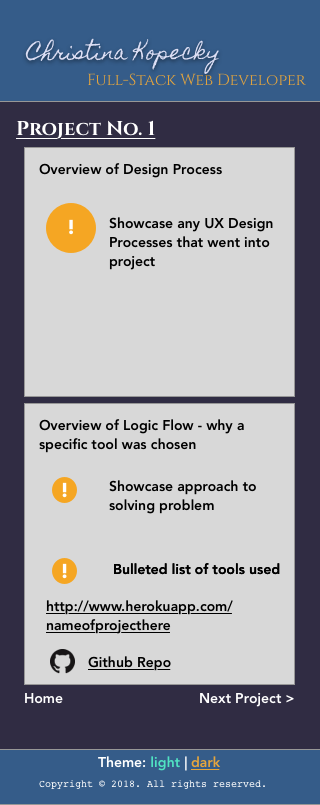 Christina Kopecky
Full-Stack Web Developer
Project No. 1
Overview of Design Process
!
Showcase any UX Design
Processes that went into
project
Overview of Logic Flow - why a
specific tool was chosen
!
Showcase approach to
solving problem
!
Bulleted list of tools used
http://www.herokuapp.com/
nameofprojecthere
Github Repo
Home
Next Project >
Theme: light | dark
Copyright © 2018. All rights reserved.